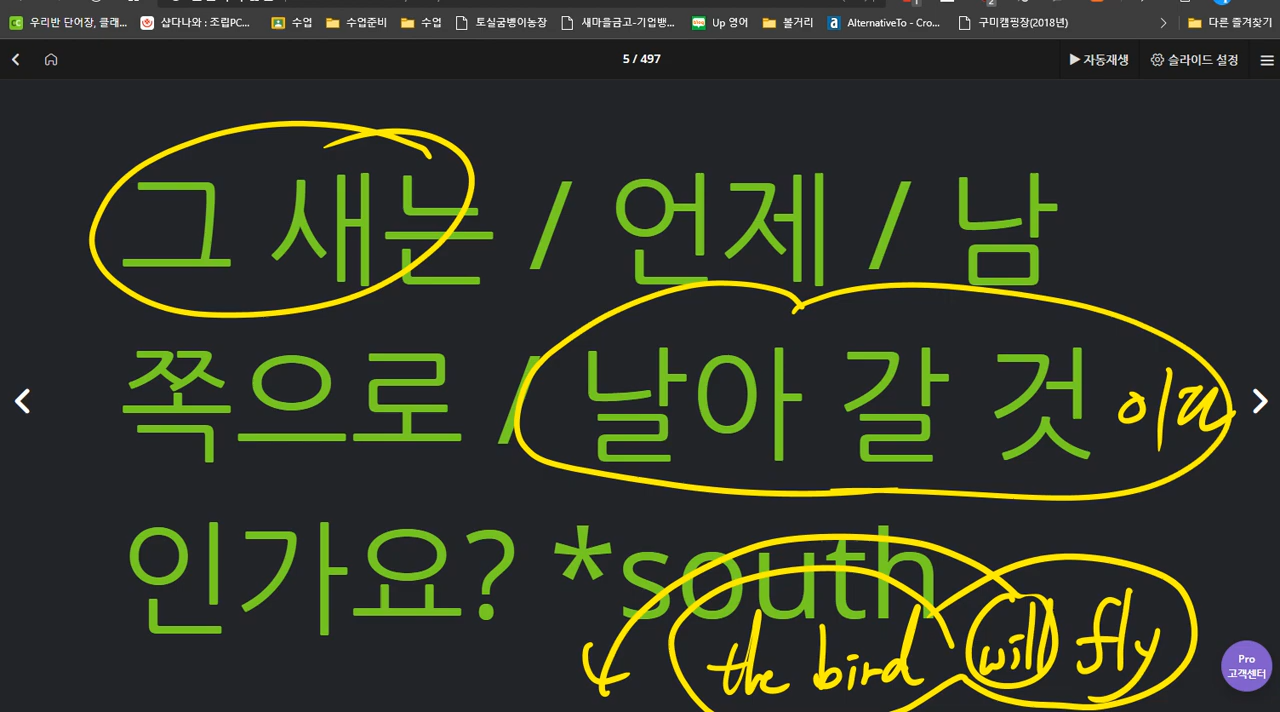 우리반 단어장, 클래... 샵다나와 : 조립PC... 수업 수업준비 수업 토실굼벵이농장 새마을금고-기업뱅... Up 영어 볼거리 AlternativeTo - Cro... 구미캠핑장(2018년) 다른 즐겨찾기
5 / 497 자동재생 슬라이드 설정
그 새는 / 언제 / 남
쪽으로 / 날아 갈 것 이다
인가요? *south
the bird will fly
Pro
고객센터